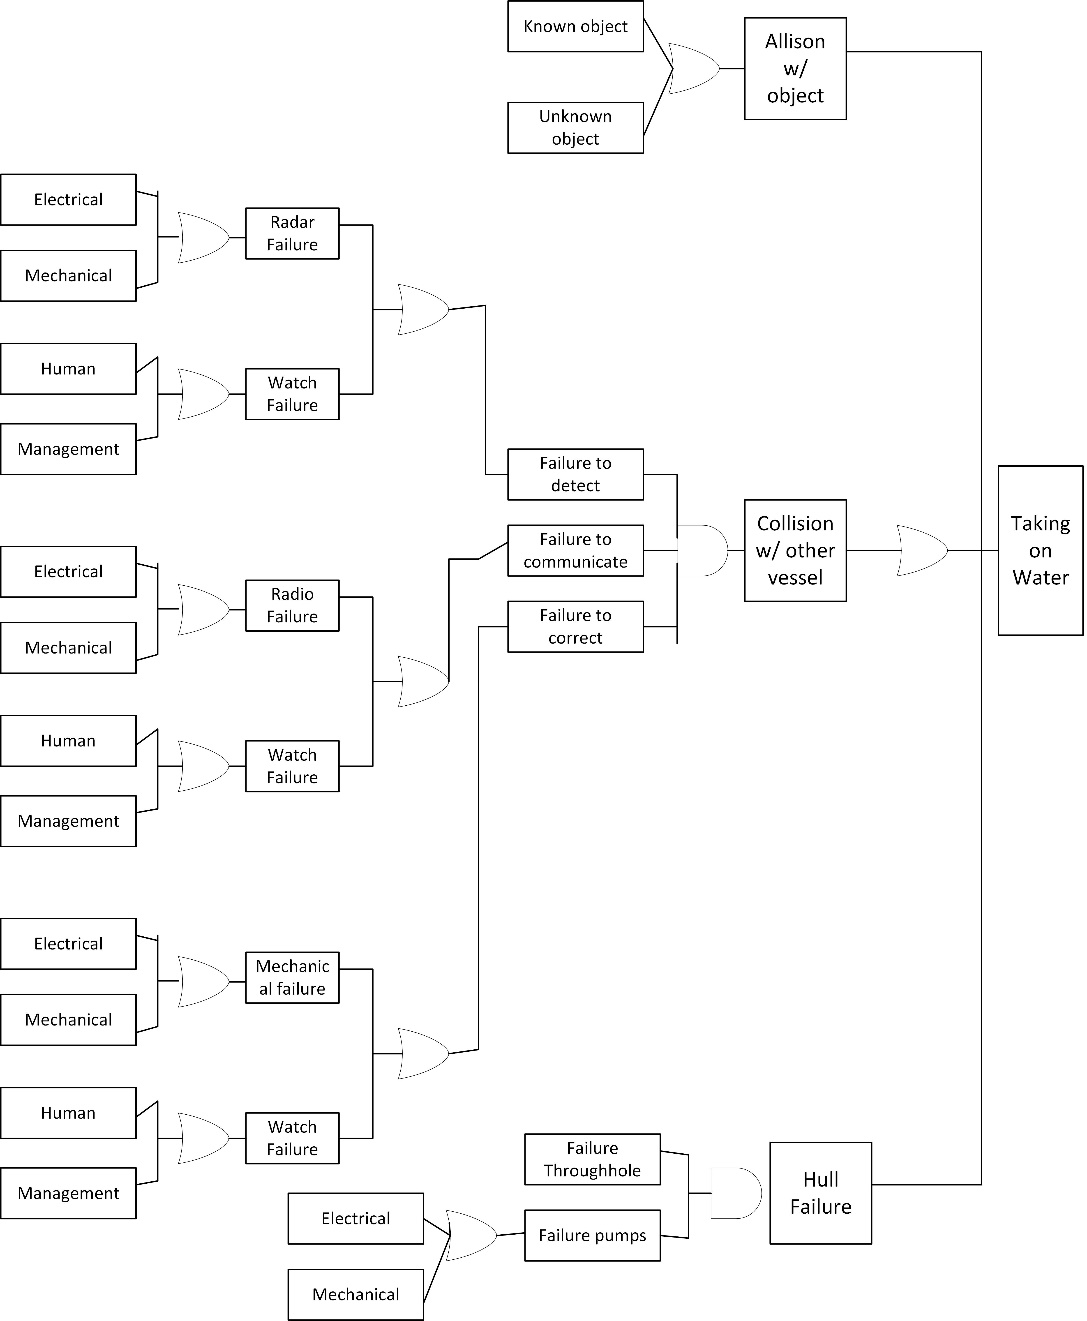 Known object
Allison
w/
object
Unknown
object
Electrical
Radar
Failure
Mechanical
Human
Watch
Failure
Management
Failure to
detect
Collision
w/ other
vessel
Taking
on
Water
Failure to
communicate
Electrical
Radio
Failure
Failure to
correct
Mechanical
Human
Watch
Failure
Management
Electrical
Mechanic
al failure
Mechanical
Human
Watch
Failure
Management
Failure
Throughhole
Hull
Failure
Electrical
Failure pumps
Mechanical